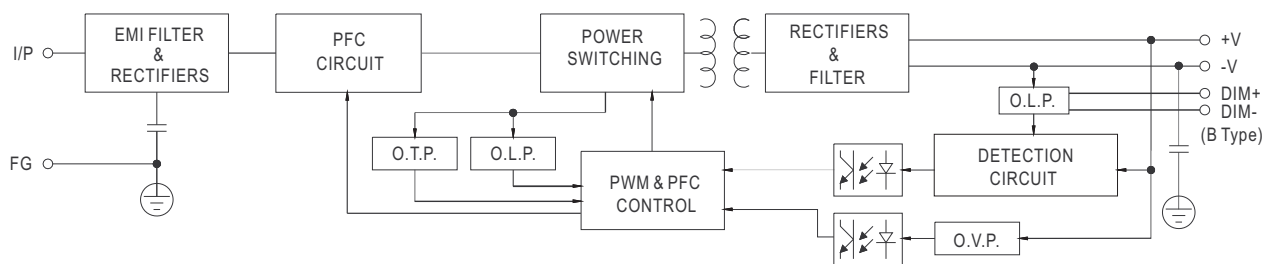 I/P
EMI FILTER
&
RECTIFIERS
PFC
CIRCUIT
POWER
SWITCHING
RECTIFIERS
&
FILTER
+V
-V
DIM+
DIM-
(B Type)
O.L.P.
FG
O.T.P.
O.L.P.
PWM & PFC
CONTROL
DETECTION
CIRCUIT
O.V.P.